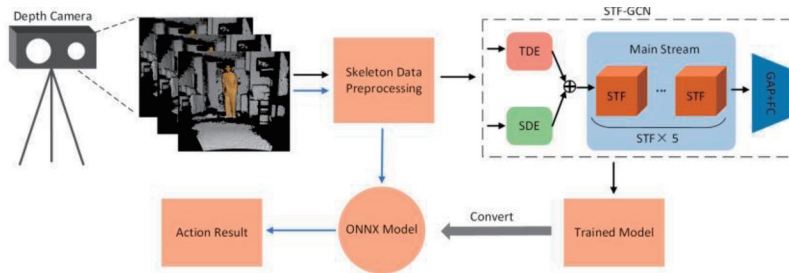 Depth Camera
STF-GCN
Skeleton Data
Preprocessing
TDE
SDE
Main Stream
STF
...
STF
STF× 5
GAP+FC
Action Result
ONNX Model
Convert
Trained Model